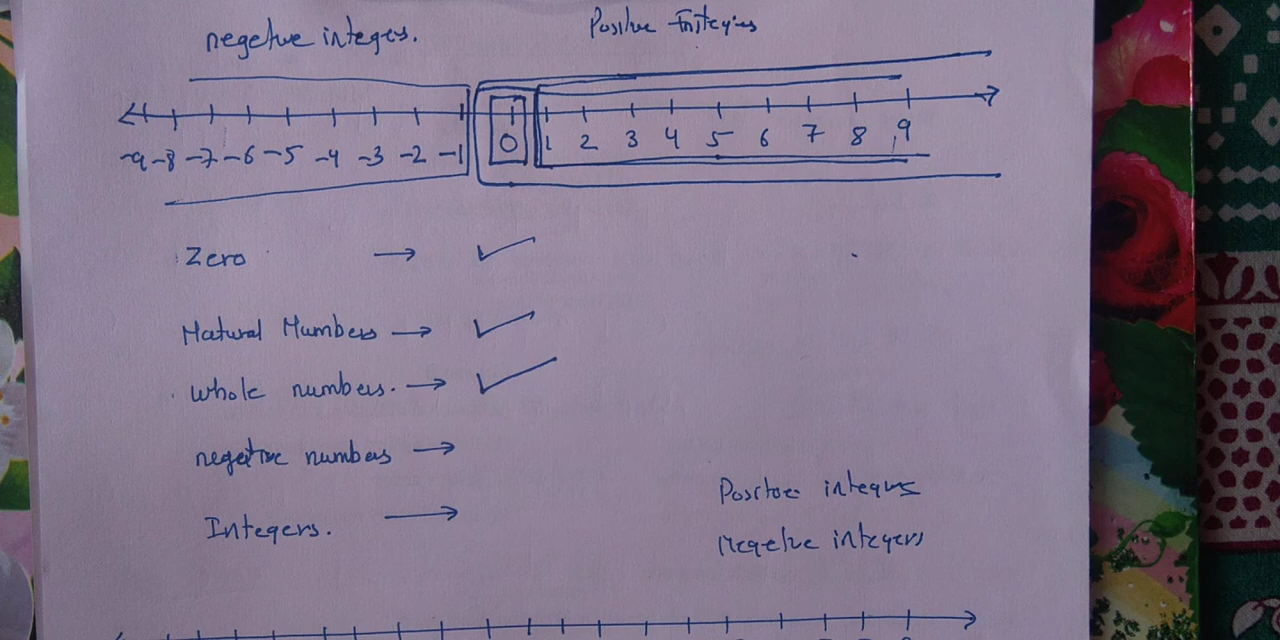 negetive integers. Positive Integers
-9 -8 -7 -6 -5 -4 -3 -2 -1 0 1 2 3 4 5 6 7 8 9
Zero → ✓
Natural Numbers → ✓
Whole numbers. → ✓
negative numbers →
Integers. →
Positive integers
Negetive integers